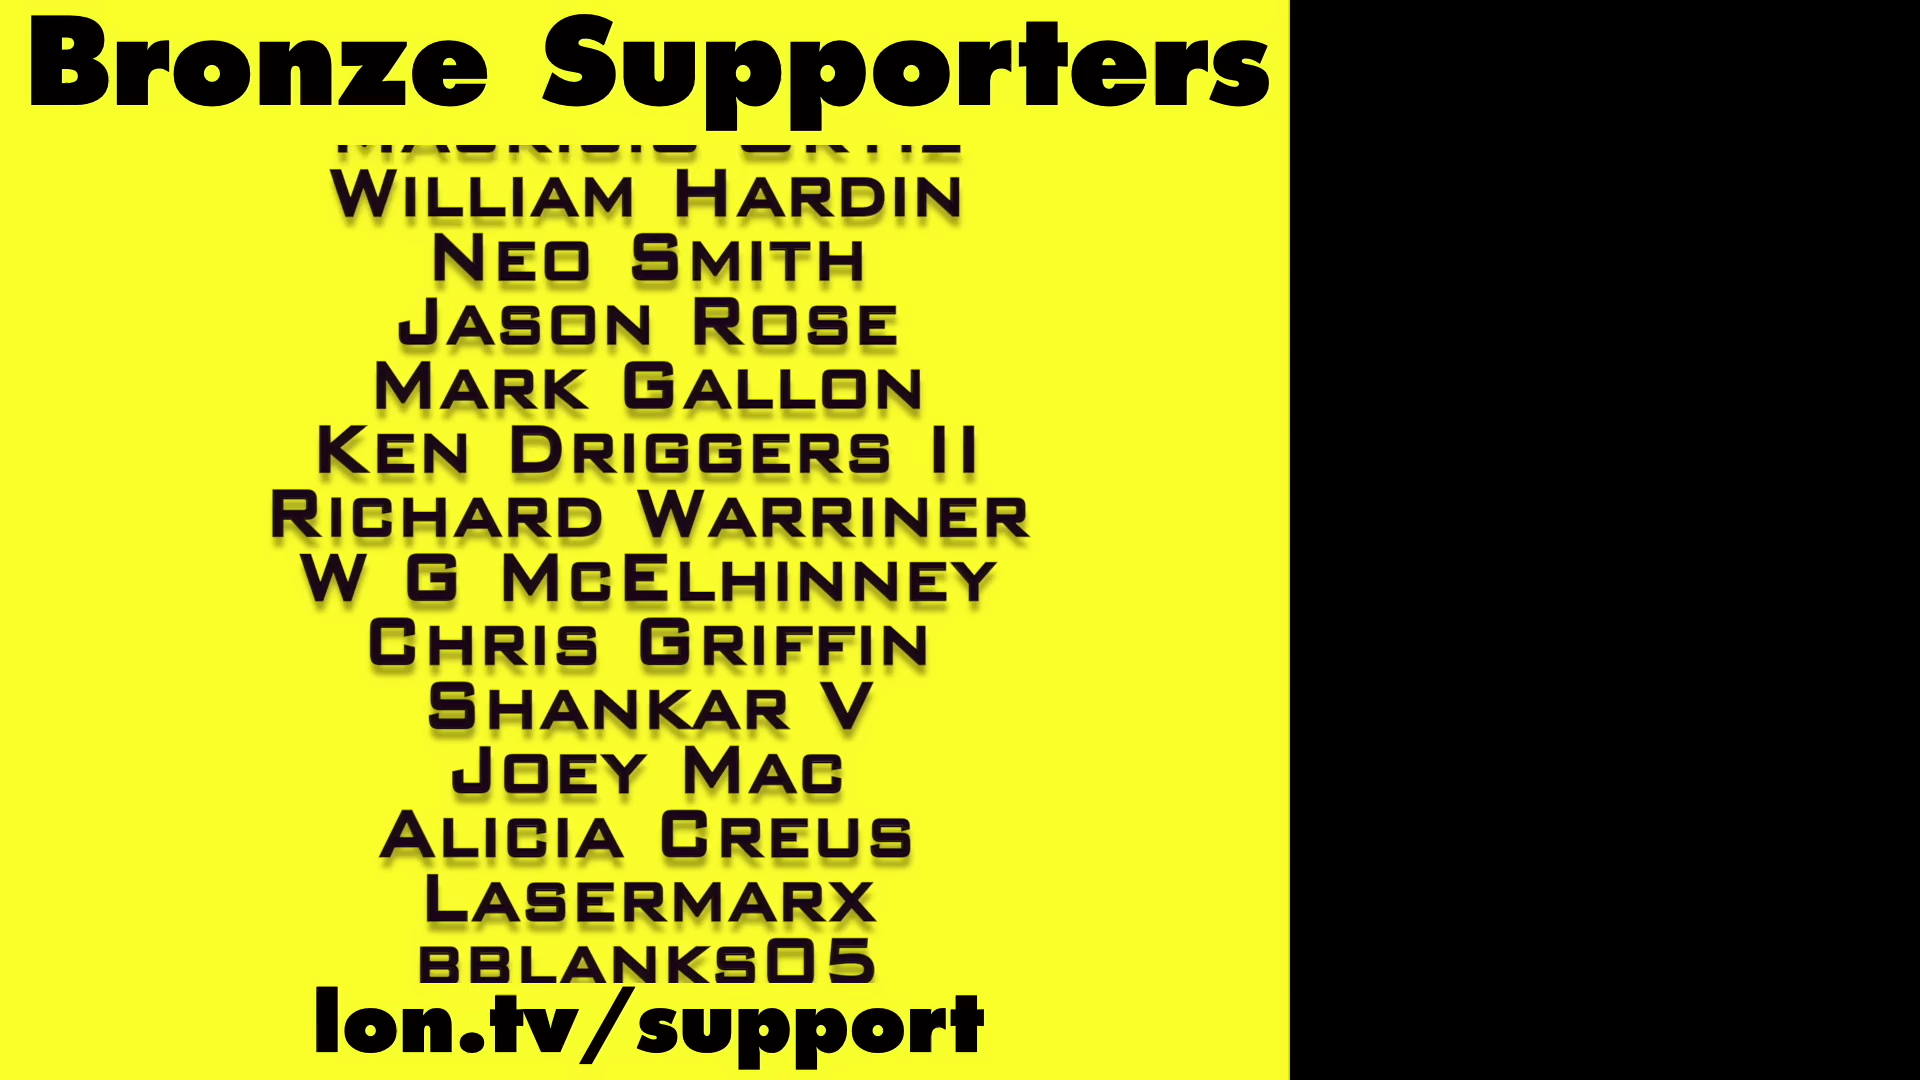 Bronze Supporters
William Hardin
Neo Smith
Jason Rose
Mark Gallon
Ken Driggers II
Richard Warriner
W G McElhinney
Chris Griffin
Shankar V
Joey Mac
Alicia Creus
Lasermarx
bblanks05
lon.tv/support